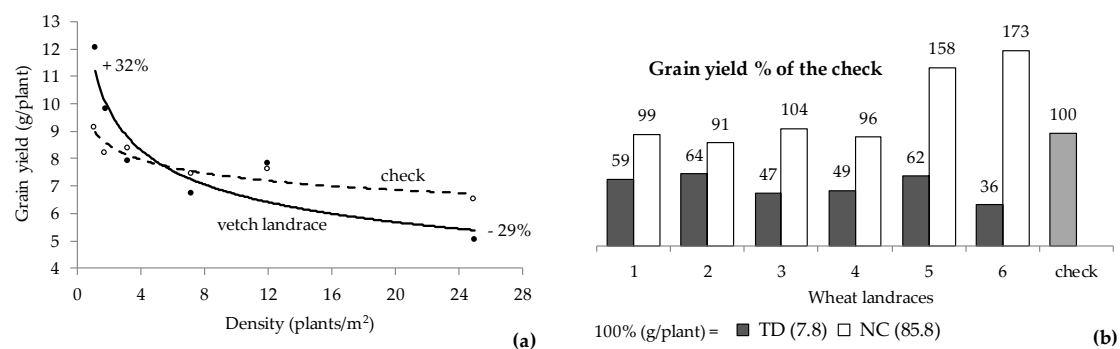 13
12
11
10
9
8
7
6
5
4
Grain yield (g/plant)
+ 32%
check
vetch landrace
- 29%
0 4 8 12 16 20 24 28
Density (plants/m²)
(a)
Grain yield % of the check
59 99 64 91 47 104 49 96 62 158 36 173 100
1 2 3 4 5 6 check
Wheat landraces
100% (g/plant) = TD (7.8) NC (85.8)
(b)